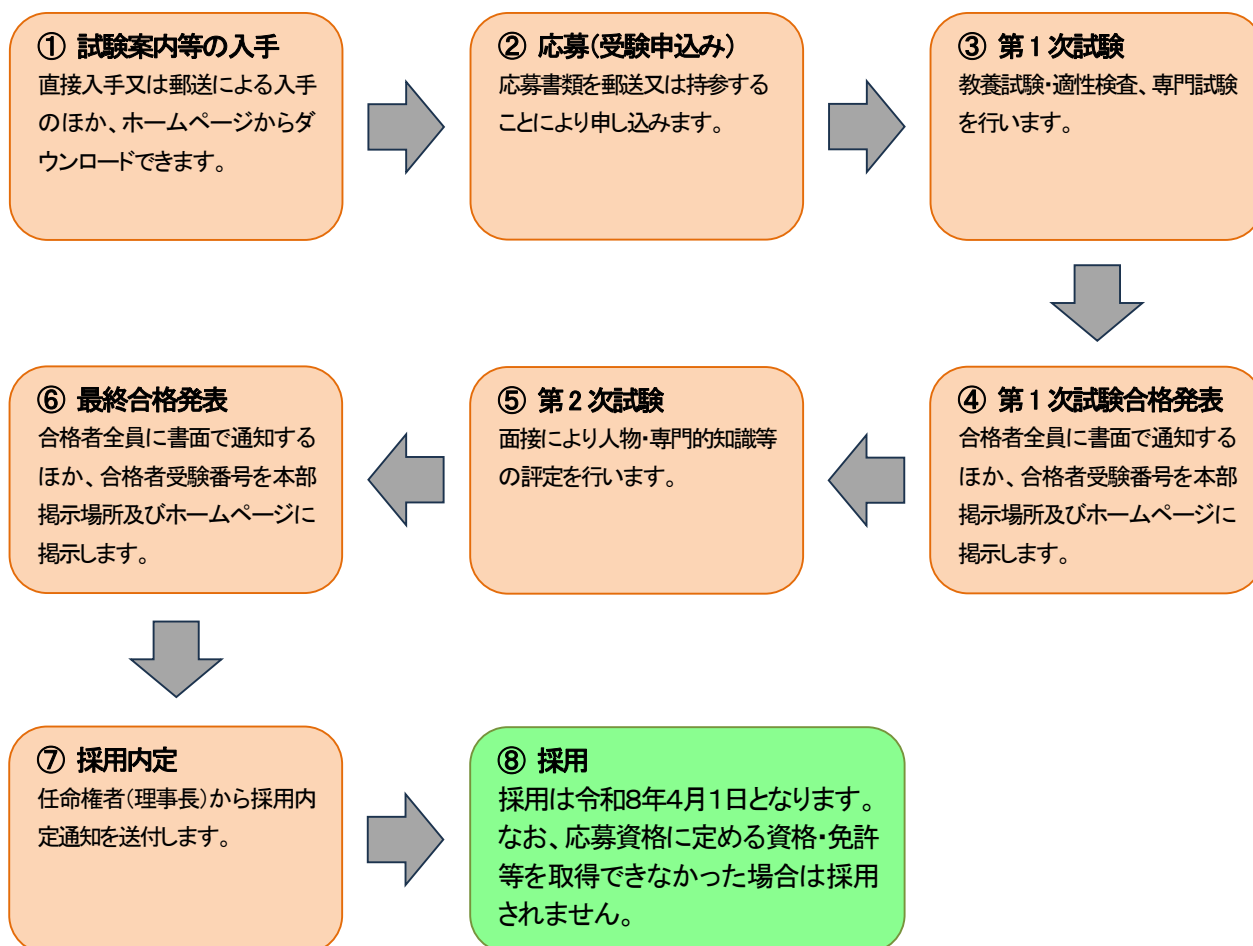 ① 試験案内等の入手
直接入手又は郵送による入手
のほか、ホームページからダ
ウンロードできます。
② 応募(受験申込み)
応募書類を郵送又は持参する
ことにより申し込みます。
③ 第1次試験
教養試験・適性検査、専門試験
を行います。
④ 第1次試験合格発表
合格者全員に書面で通知する
ほか、合格者受験番号を本部
掲示場所及びホームページに
掲示します。
⑤ 第2次試験
面接により人物・専門的知識等
の評定を行います。
⑥ 最終合格発表
合格者全員に書面で通知する
ほか、合格者受験番号を本部
掲示場所及びホームページに
掲示します。
⑦ 採用内定
任命権者(理事長)から採用内
定通知を送付します。
⑧ 採用
採用は令和8年4月1日となります。
なお、応募資格に定める資格・免許
等を取得できなかった場合は採用
されません。